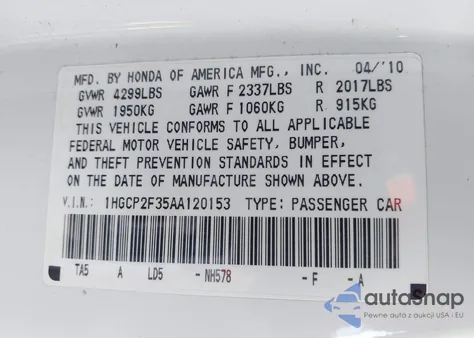 MFD. BY HONDA OF AMERICA MFG., INC. 04/'10
GVWR 4299LBS GAWR F 2337LBS R 2017LBS
GVWR 1950KG GAWR F 1060KG R 915KG
THIS VEHICLE CONFORMS TO ALL APPLICABLE
FEDERAL MOTOR VEHICLE SAFETY, BUMPER,
AND THEFT PREVENTION STANDARDS IN EFFECT
ON THE DATE OF MANUFACTURE SHOWN ABOVE.
V.I.N.: 1HGCP2F35AA120153 TYPE: PASSENGER CAR
TA5 A LD5 -NH578 -F -A
autosnap
Pewne auto z USA i EU